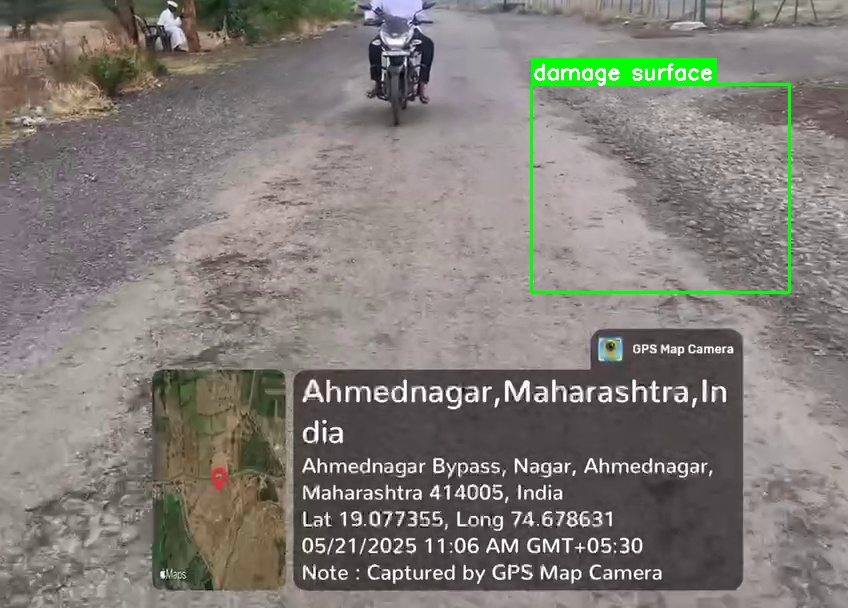 damage surface
GPS Map Camera
Ahmednagar,Maharashtra,In
dia
Ahmednagar Bypass, Nagar, Ahmednagar,
Maharashtra 414005, India
Lat 19.077355, Long 74.678631
05/21/2025 11:06 AM GMT+05:30
Note : Captured by GPS Map Camera
Maps